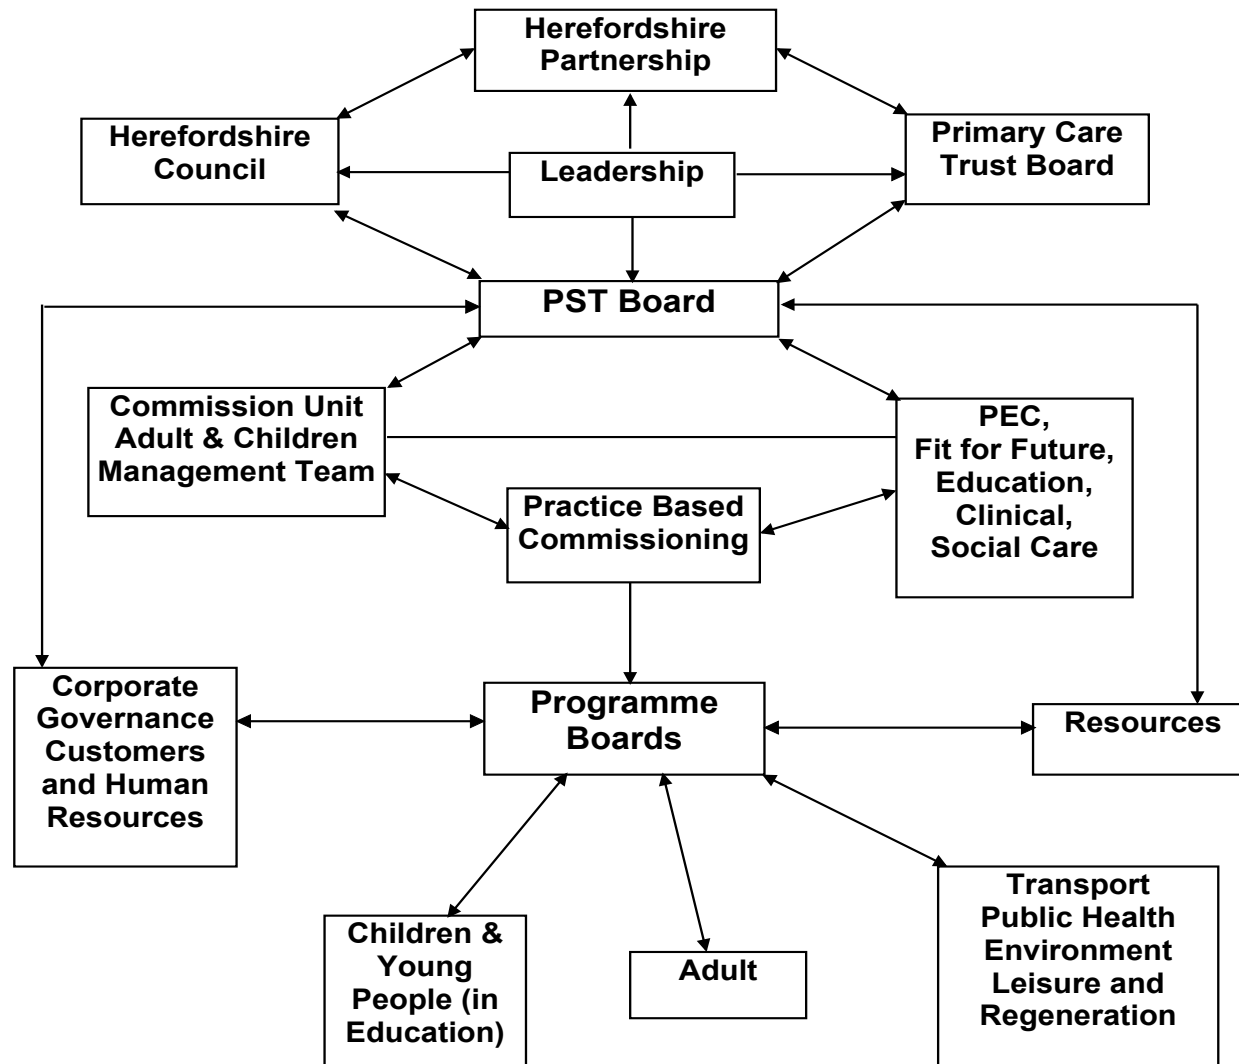 Herefordshire
Partnership
Herefordshire
Council
Leadership
Primary Care
Trust Board
PST Board
Commission Unit
Adult & Children
Management Team
PEC,
Fit for Future,
Education,
Clinical,
Social Care
Practice Based
Commissioning
Corporate
Governance
Customers
and Human
Resources
Programme
Boards
Resources
Children &
Young
People (in
Education)
Adult
Transport
Public Health
Environment
Leisure and
Regeneration